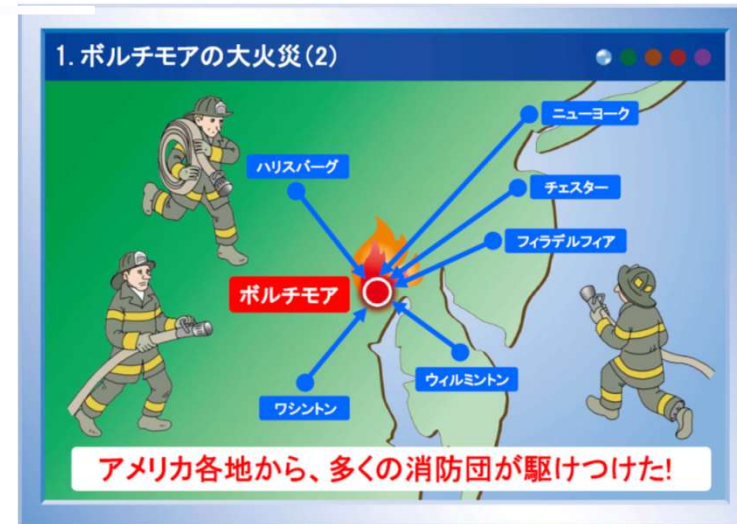 1. ボルチモアの大火災(2)
ニューヨーク
ハリスバーグ
チェスター
フィラデルフィア
ボルチモア
ウィルミントン
ワシントン
アメリカ各地から、多くの消防団が駆けつけた!